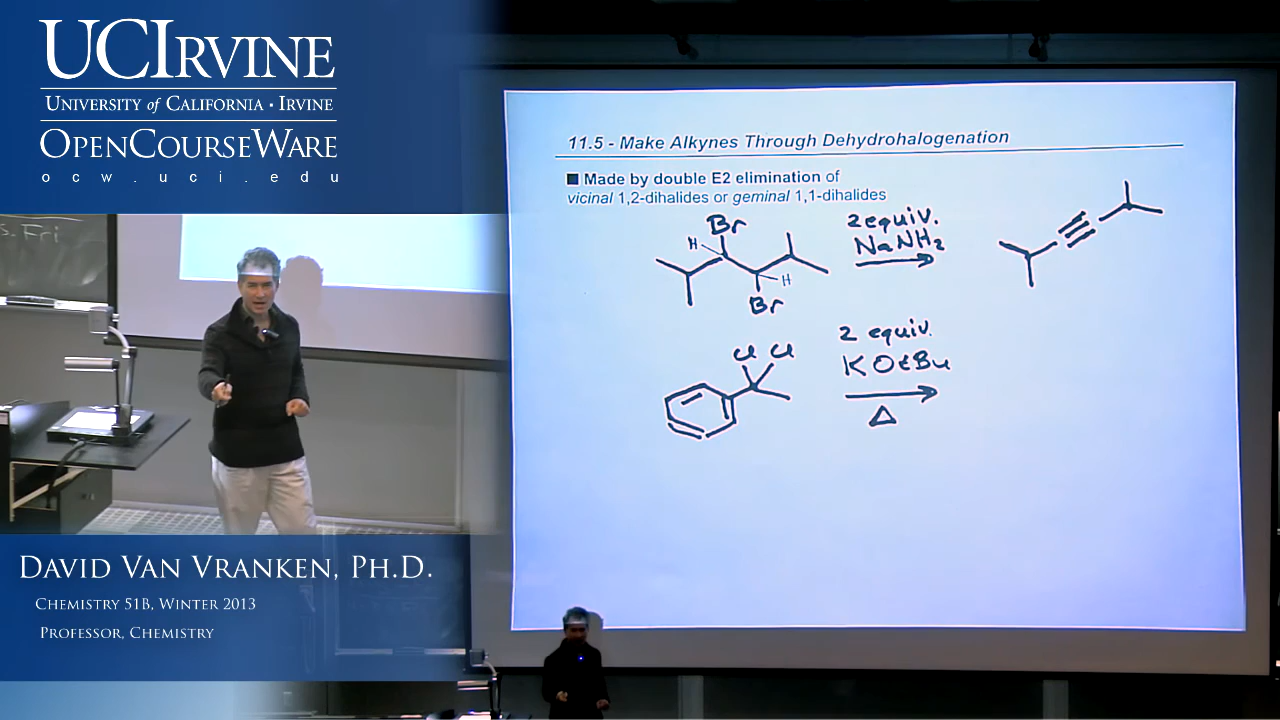 UCIRVINE
UNIVERSITY of CALIFORNIA · IRVINE
OPENCOURSEWARE
ocw.uci.edu
s. Fri
DAVID VAN VRANKEN, PH.D.
CHEMISTRY 51B, WINTER 2013
PROFESSOR, CHEMISTRY
11.5 - Make Alkynes Through Dehydrohalogenation
■ Made by double E2 elimination of
vicinal 1,2-dihalides or geminal 1,1-dihalides
Br
H
H
Br
2 equiv.
NaNH2
Cl Cl
2 equiv.
KOtBu
Δ